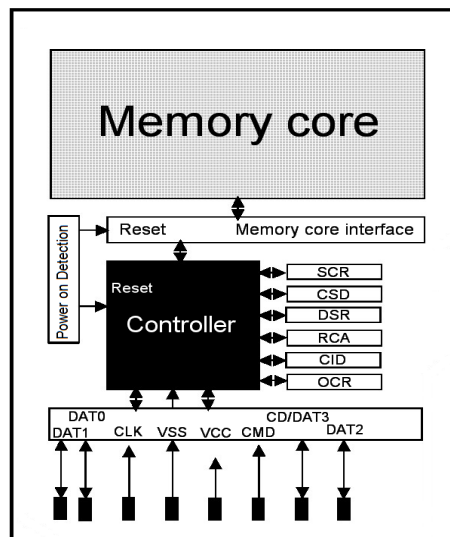 Memory core
Reset Memory core interface
Power on Detection
Reset
Controller
SCR
CSD
DSR
RCA
CID
OCR
DAT0 CD/DAT3
DAT1 CLK VSS VCC CMD DAT2